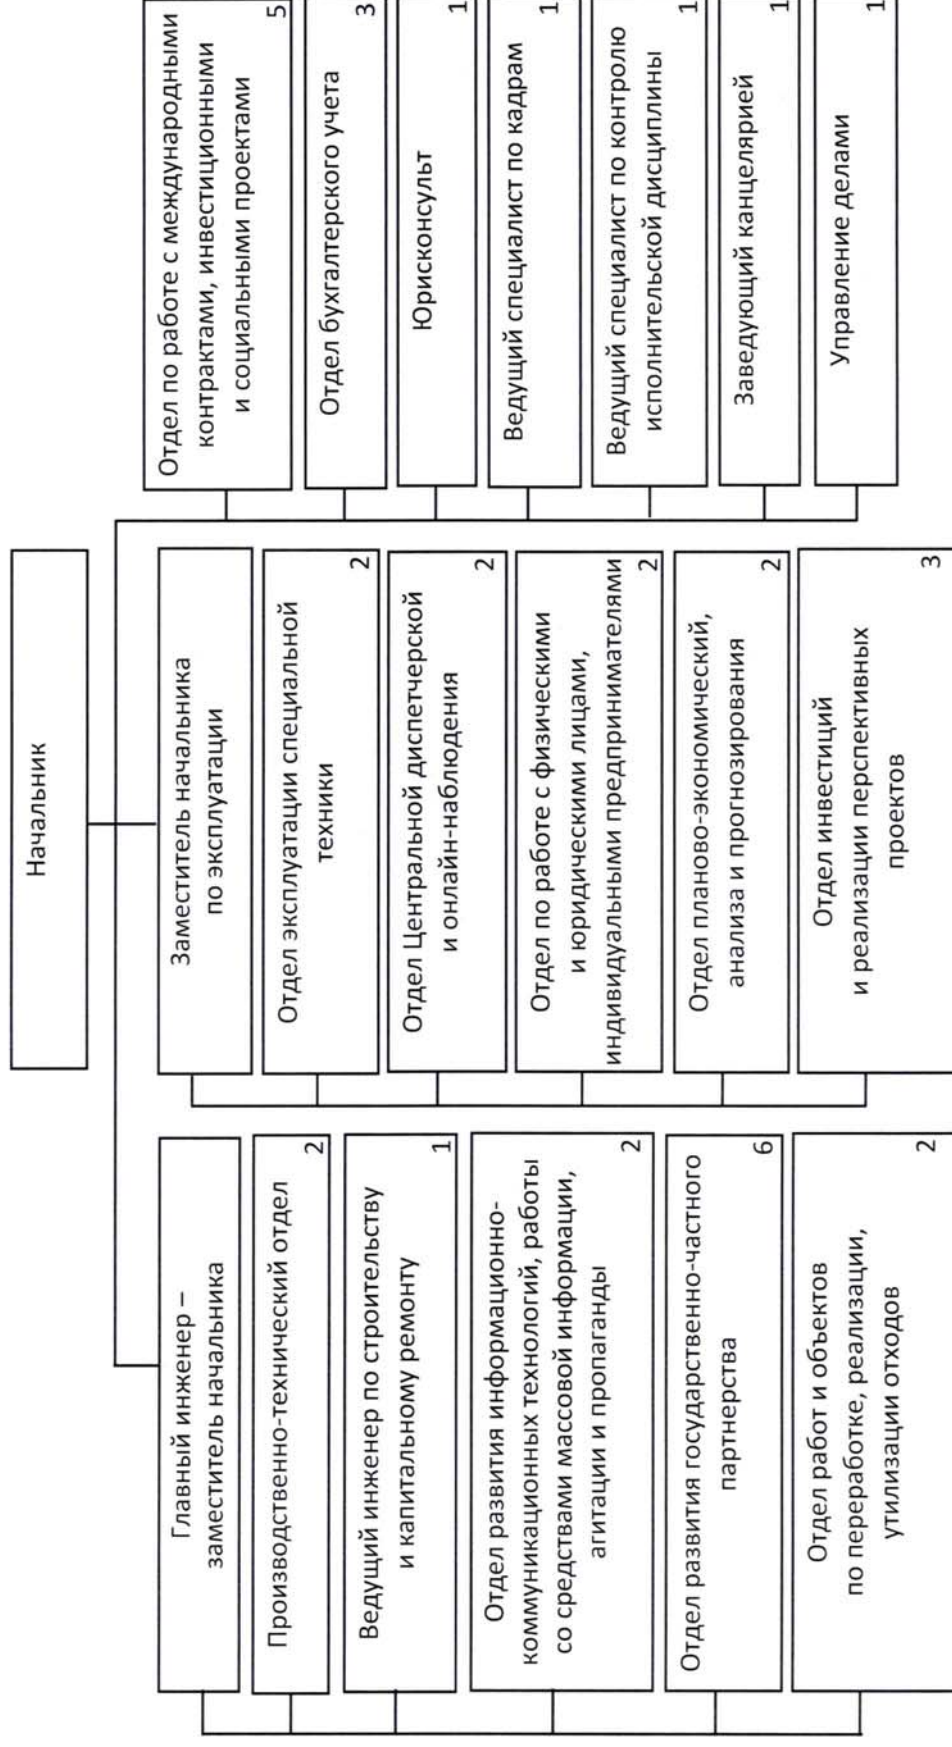 Начальник
Главный инженер –
заместитель начальника
Производственно-технический отдел
2
Ведущий инженер по строительству
и капитальному ремонту
1
Отдел развития информационно-
коммуникационных технологий, работы
со средствами массовой информации,
агитации и пропаганды
2
Отдел развития государственно-частного
партнерства
6
Отдел работ и объектов
по переработке, реализации,
утилизации отходов
2
Заместитель начальника
по эксплуатации
Отдел эксплуатации специальной
техники
2
Отдел Центральной диспетчерской
и онлайн-наблюдения
2
Отдел по работе с физическими
и юридическими лицами,
индивидуальными предпринимателями
2
Отдел планово-экономический,
анализа и прогнозирования
2
Отдел инвестиций
и реализации перспективных
проектов
3
Отдел по работе с международными
контрактами, инвестиционными
и социальными проектами
5
Отдел бухгалтерского учета
3
Юрисконсульт
1
Ведущий специалист по кадрам
1
Ведущий специалист по контролю
исполнительской дисциплины
1
Заведующий канцелярией
1
Управление делами
1